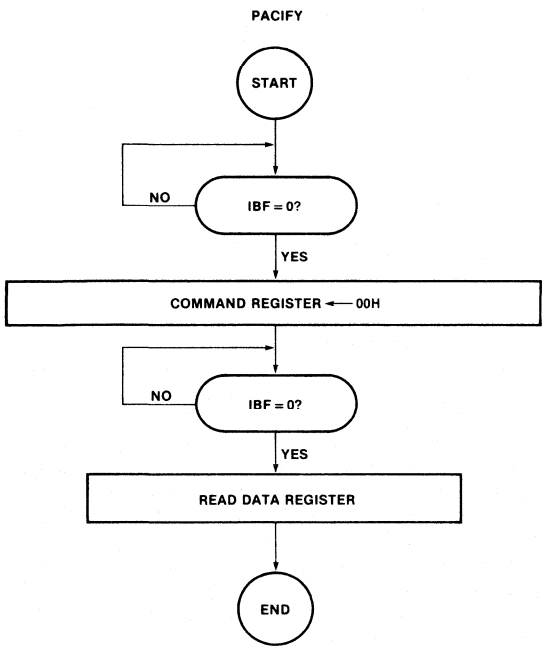 PACIFY
START
NO
IBF = 0?
YES
COMMAND REGISTER ← 00H
NO
IBF = 0?
YES
READ DATA REGISTER
END